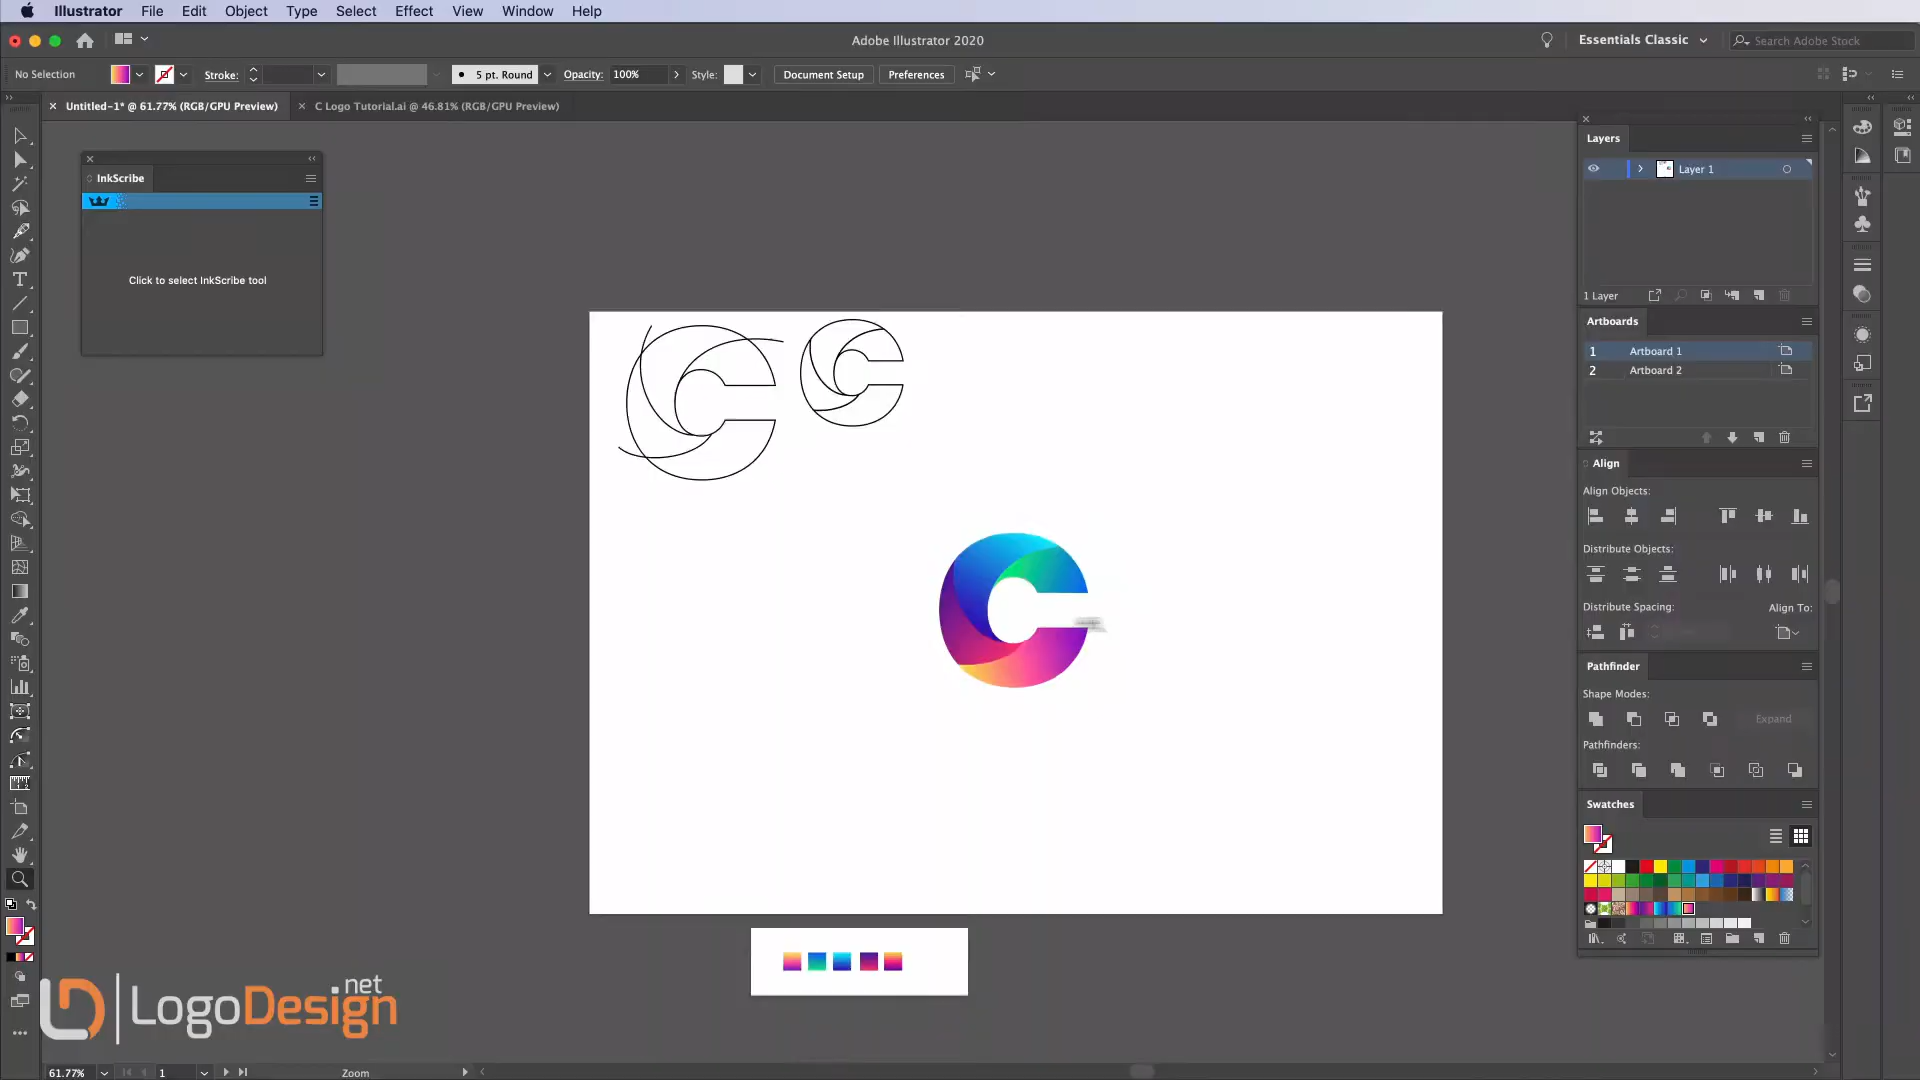 Illustrator File Edit Object Type Select Effect View Window Help
Adobe Illustrator 2020
Essentials Classic
Search Adobe Stock
No Selection
Stroke:
5 pt. Round
Opacity: 100%
Style:
Document Setup
Preferences
Untitled-1* @ 61.77% (RGB/GPU Preview)
C Logo Tutorial.ai @ 46.81% (RGB/GPU Preview)
InkScribe
Click to select InkScribe tool
Layers
Layer 1
1 Layer
Artboards
1 Artboard 1
2 Artboard 2
Align
Align Objects:
Distribute Objects:
Distribute Spacing:
Align To:
Pathfinder
Shape Modes:
Expand
Pathfinders:
Swatches
LogoDesign
net
61.77%
1
Zoom